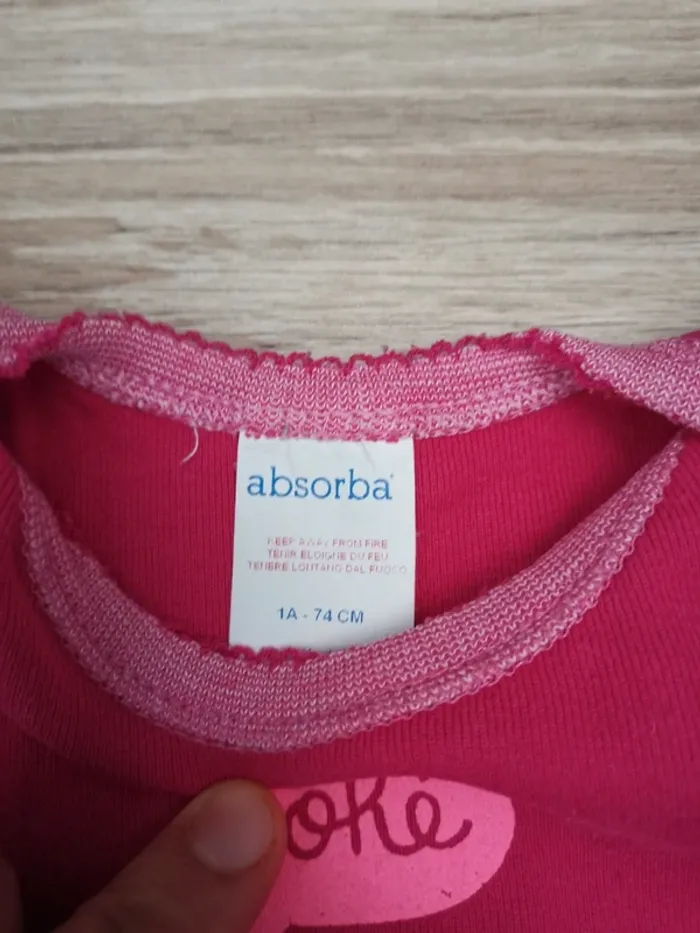 absorba
KEEP AWAY FROM FIRE
TENIR ELOIGNE DU FEU
TENERE LONTANO DAL FUOCO
1A - 74 CM